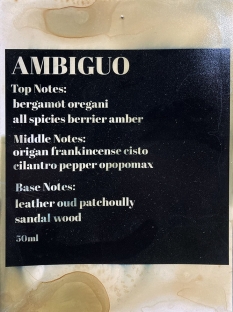 AMBIGUO
Top Notes:
bergamot oregani
all spicies berrier amber
Middle Notes:
origan frankincense cisto
cilantro pepper opopomax
Base Notes:
leather oud patchoully
sandal wood
50ml